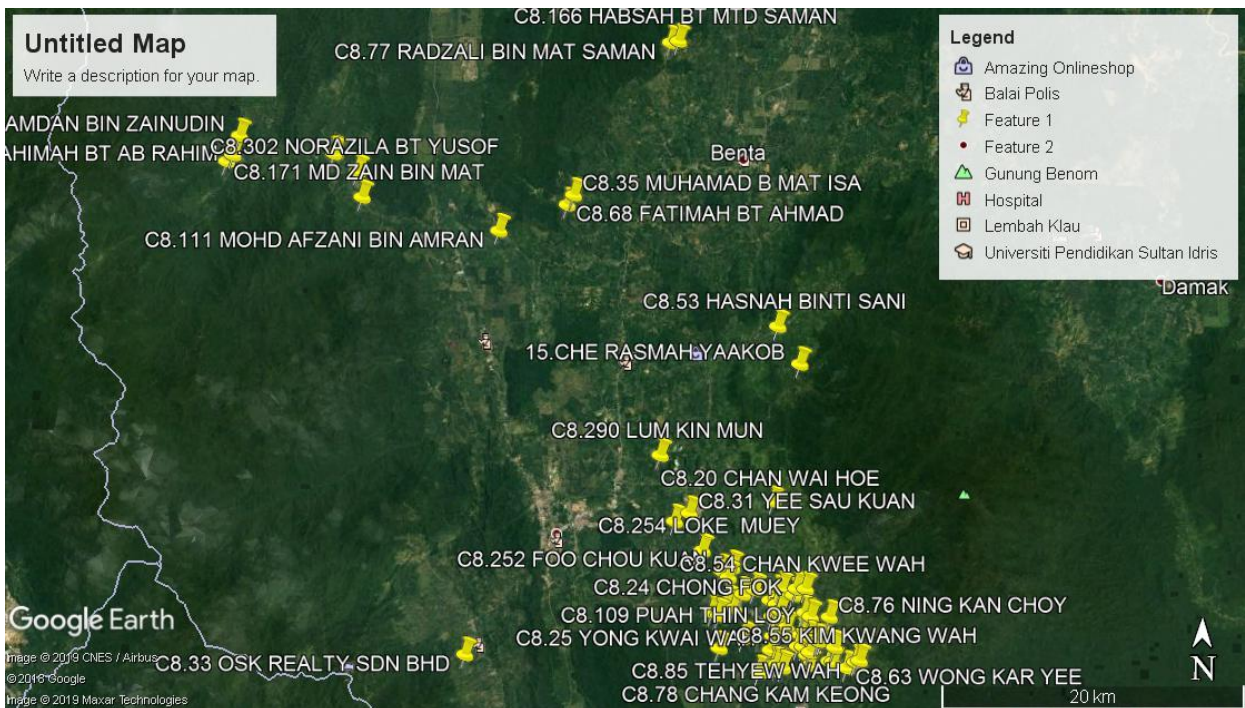 Untitled Map
Write a description for your map.
C8.166 HABSAH BT MTD SAMAN
C8.77 RADZALI BIN MAT SAMAN
Legend
Amazing Onlineshop
Balai Polis
Feature 1
Feature 2
Gunung Benom
Hospital
Lembah Klau
Universiti Pendidikan Sultan Idris
AMDAN BIN ZAINUDIN
C8.302 NORAZILA BT YUSOF
AHIMAH BT AB RAHIM
C8.171 MD ZAIN BIN MAT
Benta
C8.35 MUHAMAD B MAT ISA
C8.68 FATIMAH BT AHMAD
C8.111 MOHD AFZANI BIN AMRAN
Damak
C8.53 HASNAH BINTI SANI
15.CHE RASMAH YAAKOB
C8.290 LUM KIN MUN
C8.20 CHAN WAI HOE
C8.31 YEE SAU KUAN
C8.254 LOKE MUEY
C8.252 FOO CHOU KUAN
C8.54 CHAN KWEE WAH
C8.24 CHONG FOK
C8.76 NING KAN CHOY
C8.109 PUAH THIN LOY
C8.25 YONG KWAI
C8.55 KIM KWANG WAH
C8.33 OSK REALTY SDN BHD
C8.85 TEHYEW WAH
C8.63 WONG KAR YEE
C8.78 CHANG KAM KEONG
Google Earth
Image © 2019 CNES / Airbus
© 2018 Google
Image © 2019 Maxar Technologies
N
20 km